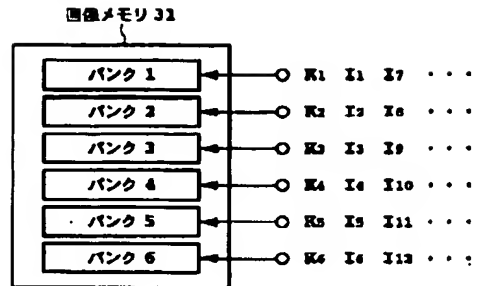 画像メモリ 31
バンク 1 K1 I1 I7 ・・・
バンク 2 K2 I2 I8 ・・・
バンク 3 K3 I3 I9 ・・・
バンク 4 K4 I4 I10 ・・・
バンク 5 K5 I5 I11 ・・・
バンク 6 K6 I6 I12 ・・・